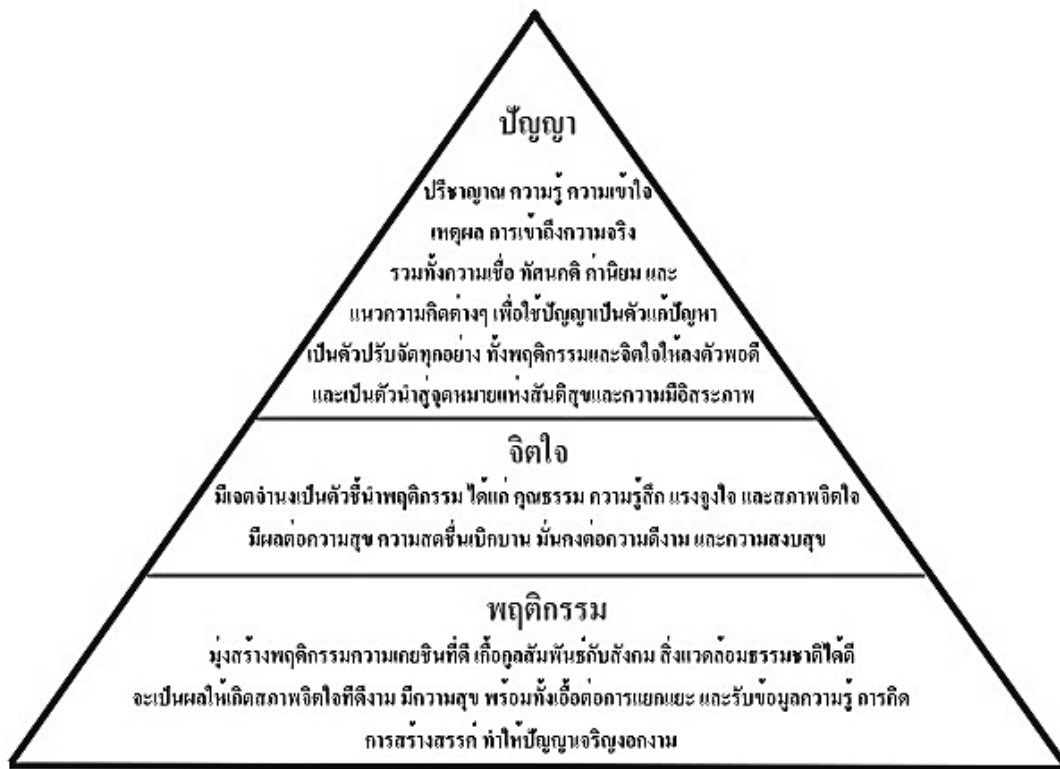 ปัญญา
ปรีชาญาณ ความรู้ ความเข้าใจ
เหตุผล การเข้าถึงความจริง
รวมทั้งความเชื่อ ทัศนคติ ค่านิยม และ
แนวความคิดต่างๆ เพื่อใช้ปัญญาเป็นตัวแก้ปัญหา
เป็นตัวปรับจัดทุกอย่าง ทั้งพฤติกรรมและจิตใจให้ลงตัวพอดี
และเป็นตัวนำสู่จุดหมายแห่งสันติสุขและความมีอิสระภาพ
จิตใจ
มีเจตจำนงเป็นตัวชี้นำพฤติกรรม ได้แก่ คุณธรรม ความรู้สึก แรงจูงใจ และสภาพจิตใจ
มีผลต่อความสุข ความสดชื่นเบิกบาน มั่นคงต่อความดีงาม และความสงบสุข
พฤติกรรม
มุ่งสร้างพฤติกรรมความเคยชินที่ดี เกื้อกูลสัมพันธ์กับสังคม สิ่งแวดล้อมธรรมชาติได้ดี
จะเป็นผลให้เกิดสภาพจิตใจที่ดีงาม มีความสุข พร้อมทั้งเอื้อต่อการแยกแยะ และรับข้อมูลความรู้ การคิด
การสร้างสรรค์ ทำให้ปัญญาเจริญงอกงาม